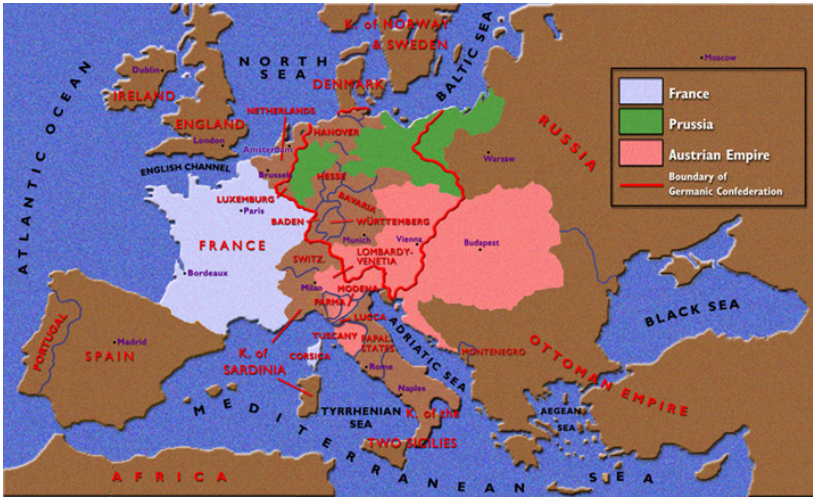 K. of NORWAY
& SWEDEN
BALTIC SEA
Moscow
NORTH
SEA
Dublin
DENMARK
IRELAND
ATLANTIC OCEAN
NETHERLANDS
ENGLAND
HANOVER
London
Amsterdam
RUSSIA
Warsaw
ENGLISH CHANNEL
Brussels
HESSE
LUXEMBURG
BAVARIA
Paris
BADEN
WÜRTTEMBERG
FRANCE
Munich
Vienna
Budapest
LOMBARDY-
VENETIA
SWITZ.
Bordeaux
Milan
MODENA
PARMA
BLACK SEA
LUCCA
ADRIATIC SEA
PORTUGAL
Madrid
SPAIN
TUSCANY
PAPAL
STATES
MONTENEGRO
OTTOMAN EMPIRE
K. of
SARDINIA
CORSICA
Rome
Naples
MEDITERRANEAN SEA
TYRRHENIAN
SEA
K. of the
TWO SICILIES
AEGEAN
SEA
AFRICA
France
Prussia
Austrian Empire
Boundary of
Germanic Confederation